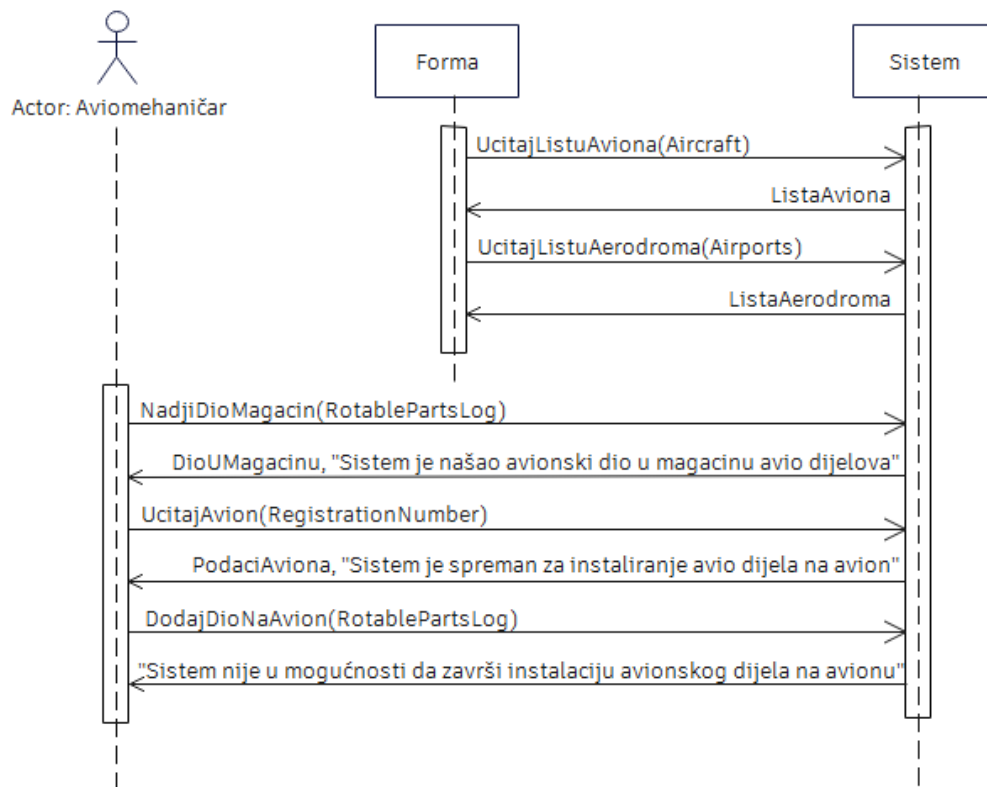 Actor: Aviomehaničar
Forma
Sistem
UcitajListuAviona(Aircraft)
ListaAviona
UcitajListuAerodroma(Airports)
ListaAerodroma
NadjiDioMagacin(RotablePartsLog)
DioUMagacinu, "Sistem je našao avionski dio u magacinu avio dijelova"
UcitajAvion(RegistrationNumber)
PodaciAviona, "Sistem je spreman za instaliranje avio dijela na avion"
DodajDioNaAvion(RotablePartsLog)
"Sistem nije u mogućnosti da završi instalaciju avionskog dijela na avionu"